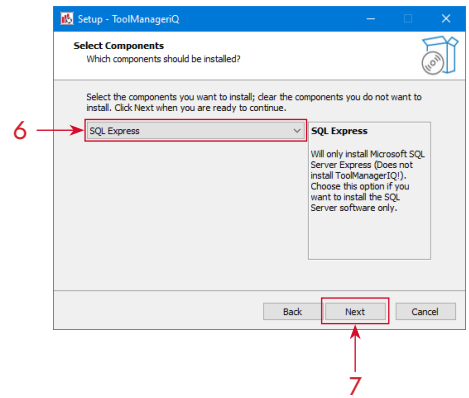 Setup - ToolManageriQ
Select Components
Which components should be installed?
Select the components you want to install; clear the components you do not want to
install. Click Next when you are ready to continue.
6
SQL Express
SQL Express
Will only install Microsoft SQL
Server Express (Does not
install ToolManagerIQ!).
Choose this option if you
want to install the SQL
Server software only.
Back
Next
Cancel
7